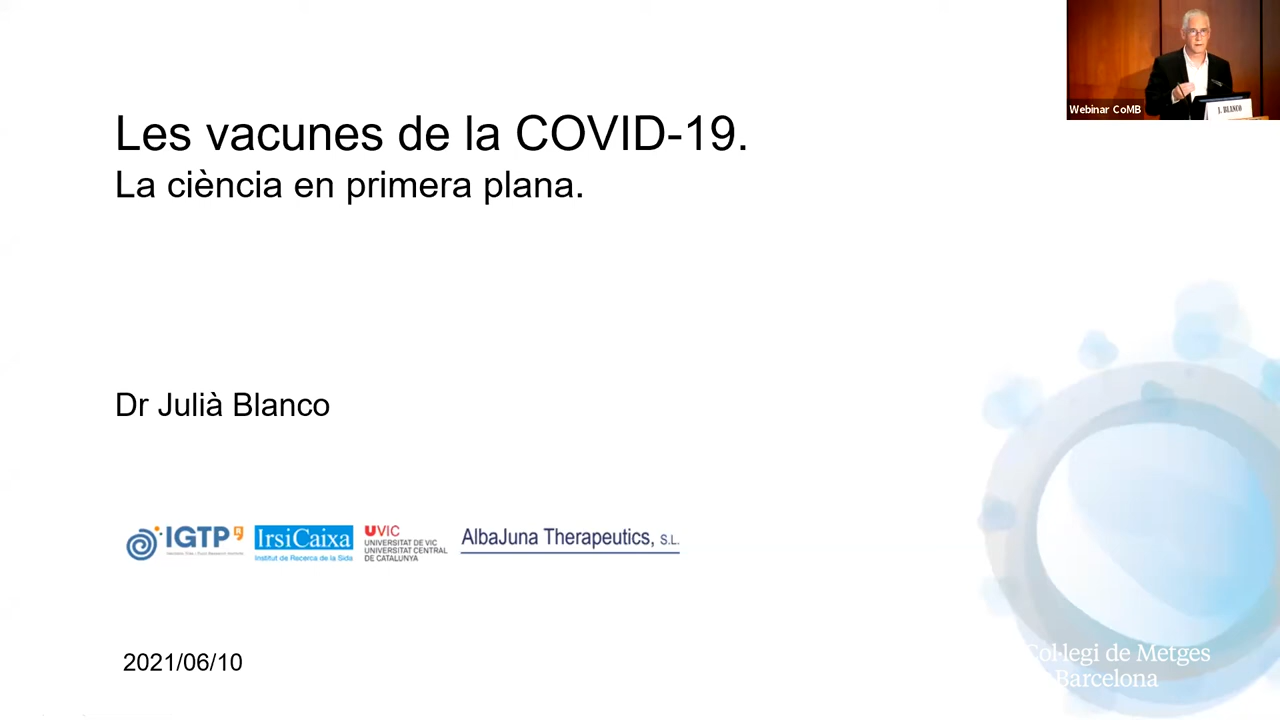 Webinar CoMB
J. BLANCO
Les vacunes de la COVID-19.
La ciència en primera plana.
Dr Julià Blanco
IGTP
IrsiCaixa
Institut de Recerca de la Sida
UVIC
UNIVERSITAT DE VIC
UNIVERSITAT CENTRAL
DE CATALUNYA
AlbaJuna Therapeutics, S.L.
2021/06/10
Col·legi de Metges
Barcelona